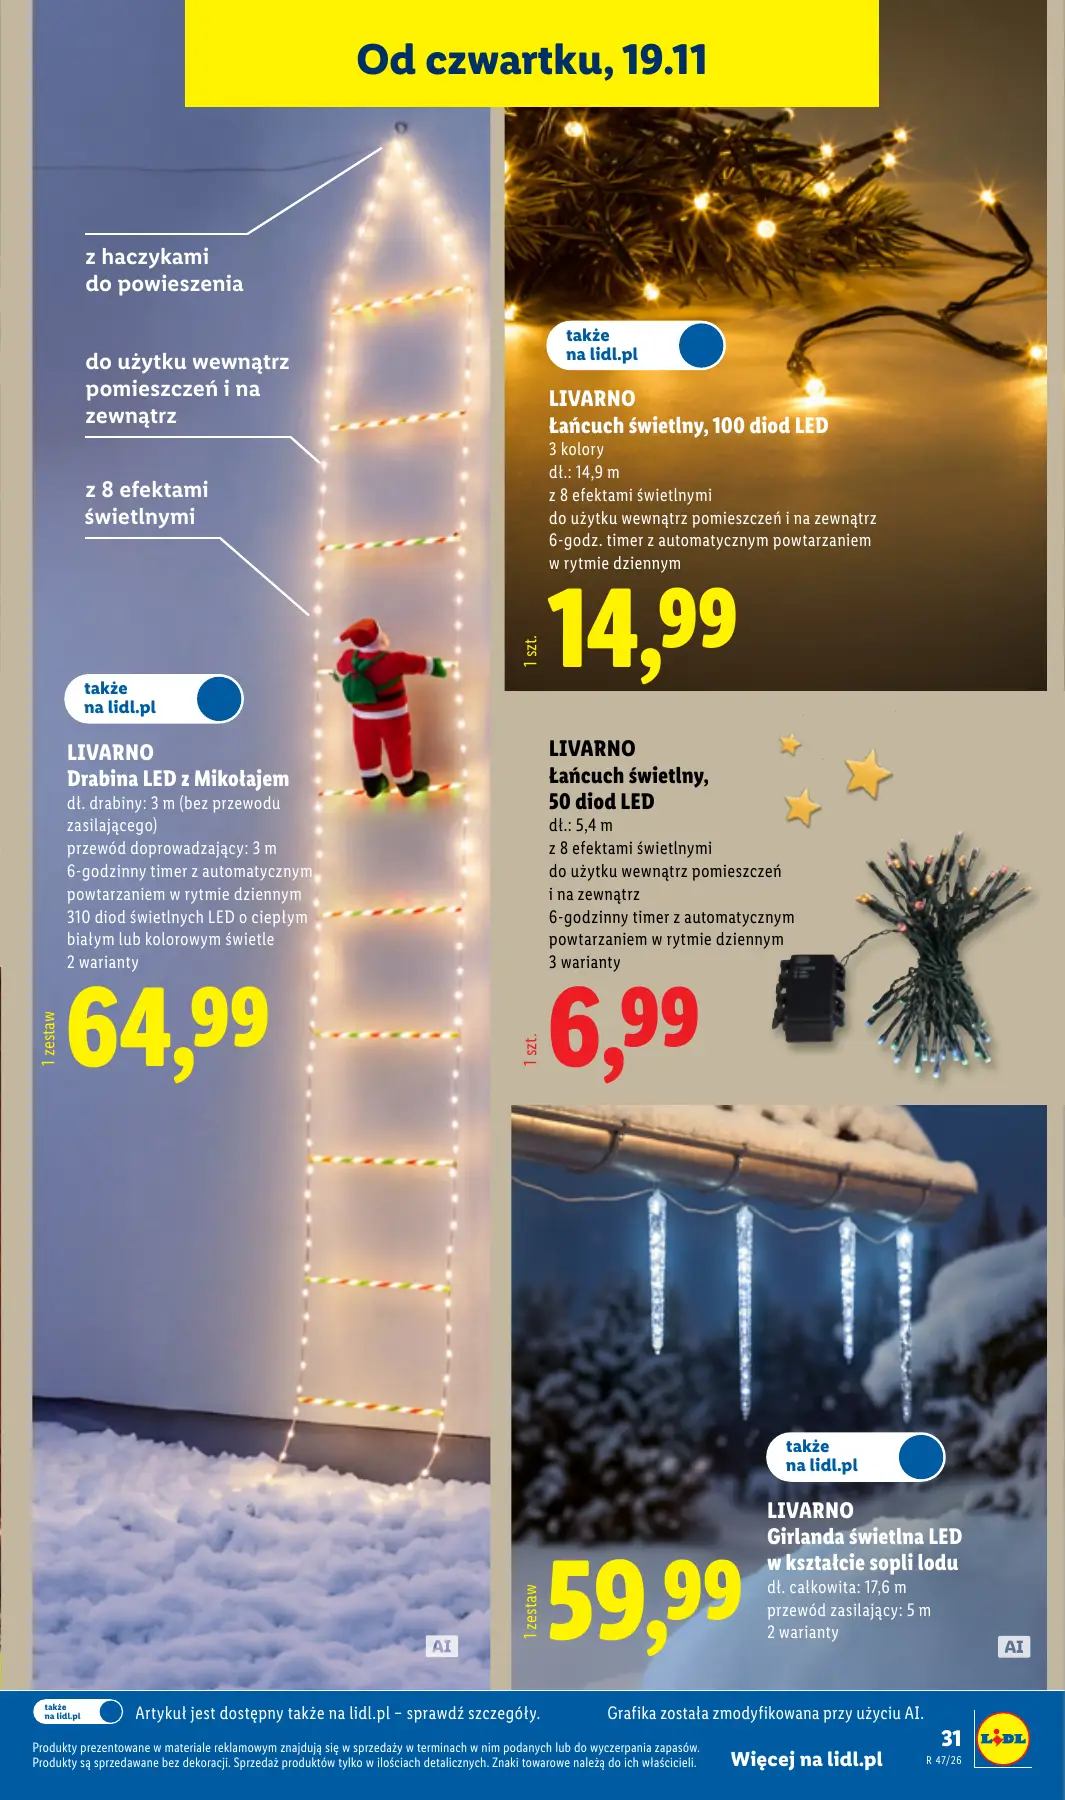 Od czwartku, 19.11
z haczykami
do powieszenia
do użytku wewnątrz
pomieszczeń i na
zewnątrz
z 8 efektami
świetlnymi
także
na lidl.pl
LIVARNO
Drabina LED z Mikołajem
dł. drabiny: 3 m (bez przewodu
zasilającego)
przewód doprowadzający: 3 m
6-godzinny timer z automatycznym
powtarzaniem w rytmie dziennym
310 diod świetlnych LED o ciepłym
białym lub kolorowym świetle
2 warianty
1 zestaw
64,99
AI
także
na lidl.pl
LIVARNO
Łańcuch świetlny, 100 diod LED
3 kolory
dł.: 14,9 m
z 8 efektami świetlnymi
do użytku wewnątrz pomieszczeń i na zewnątrz
6-godz. timer z automatycznym powtarzaniem
w rytmie dziennym
1 szt.
14,99
LIVARNO
Łańcuch świetlny,
50 diod LED
dł.: 5,4 m
z 8 efektami świetlnymi
do użytku wewnątrz pomieszczeń
i na zewnątrz
6-godzinny timer z automatycznym
powtarzaniem w rytmie dziennym
3 warianty
1 szt.
6,99
także
na lidl.pl
LIVARNO
Girlanda świetlna LED
w kształcie sopli lodu
dł. całkowita: 17,6 m
przewód zasilający: 5 m
2 warianty
1 zestaw
59,99
AI
także
na lidl.pl
Artykuł jest dostępny także na lidl.pl – sprawdź szczegóły.
Grafika została zmodyfikowana przy użyciu AI.
Produkty prezentowane w materiale reklamowym znajdują się w sprzedaży w terminach w nim podanych lub do wyczerpania zapasów.
Produkty są sprzedawane bez dekoracji. Sprzedaż produktów tylko w ilościach detalicznych. Znaki towarowe należą do ich właścicieli.
Więcej na lidl.pl
31
R 47/26
LIDL